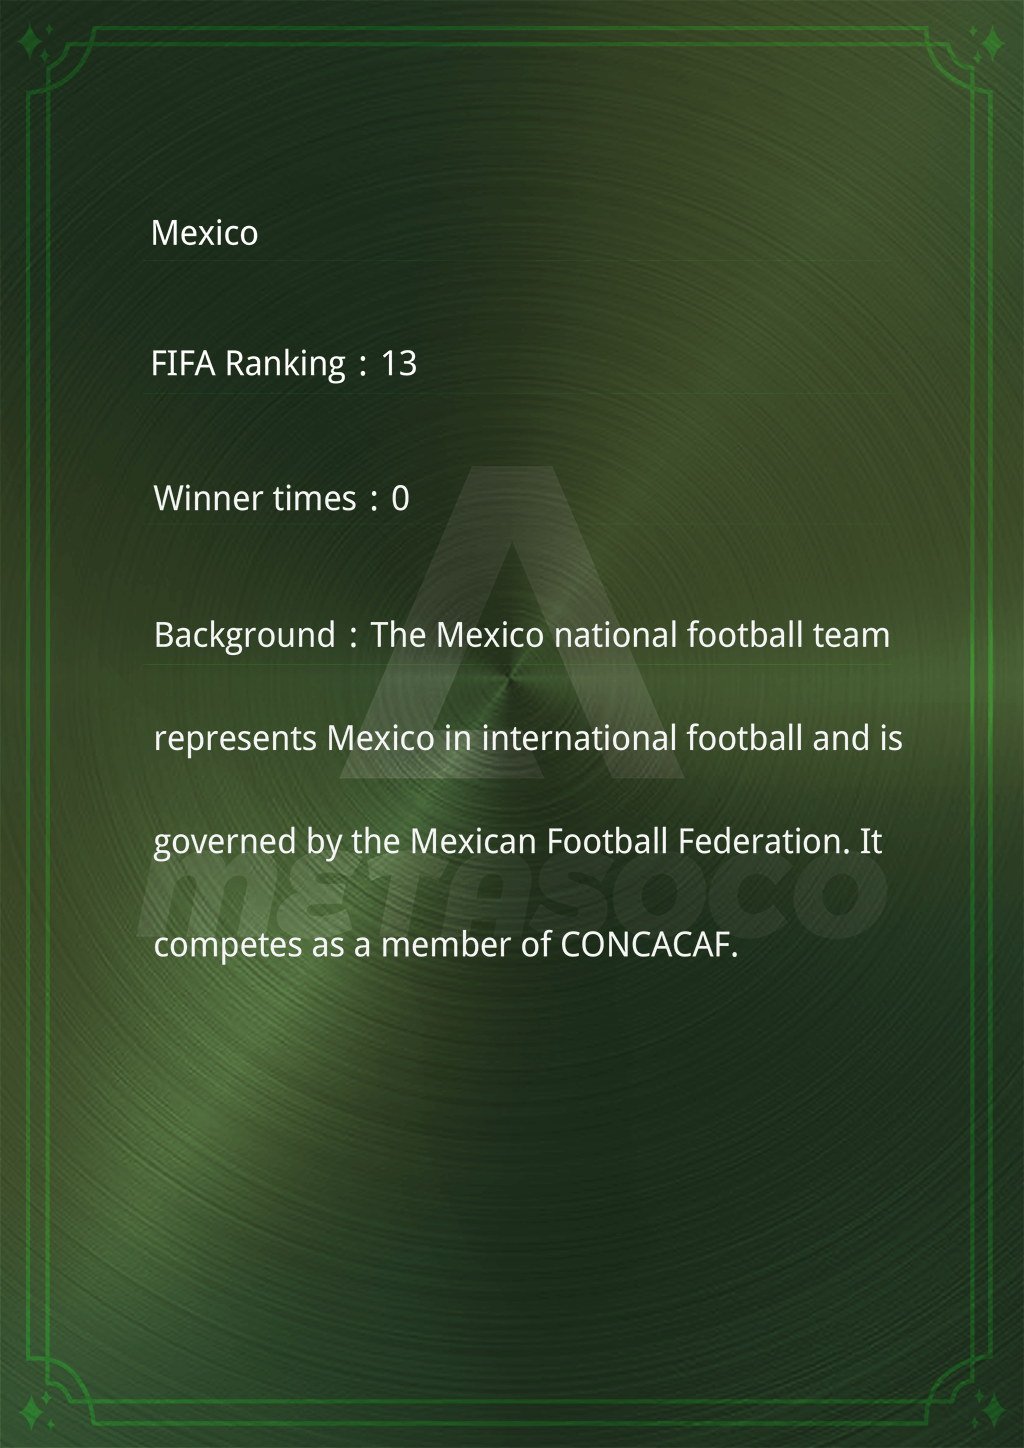 Mexico
FIFA Ranking：13
Winner times：0
Background：The Mexico national football team
represents Mexico in international football and is
governed by the Mexican Football Federation. It
METASOCO
competes as a member of CONCACAF.